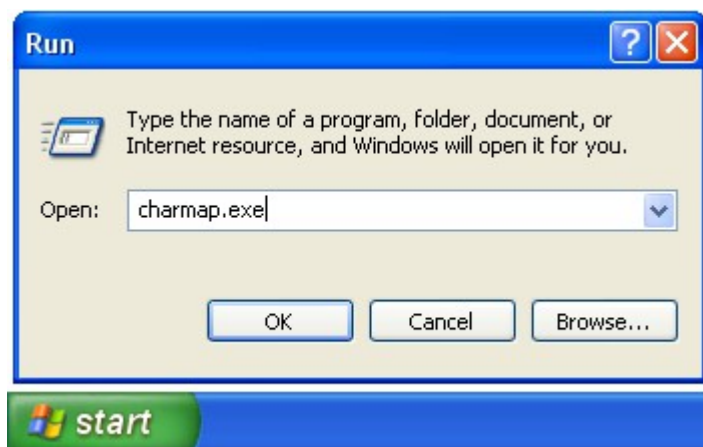 Run
Type the name of a program, folder, document, or
Internet resource, and Windows will open it for you.
Open: charmap.exe
OK Cancel Browse...
start